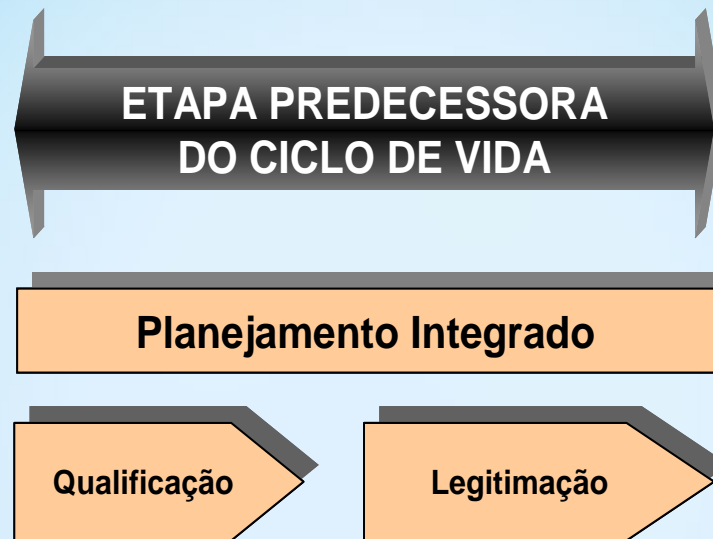 ETAPA PREDECESSORA
DO CICLO DE VIDA
Planejamento Integrado
Qualificação
Legitimação